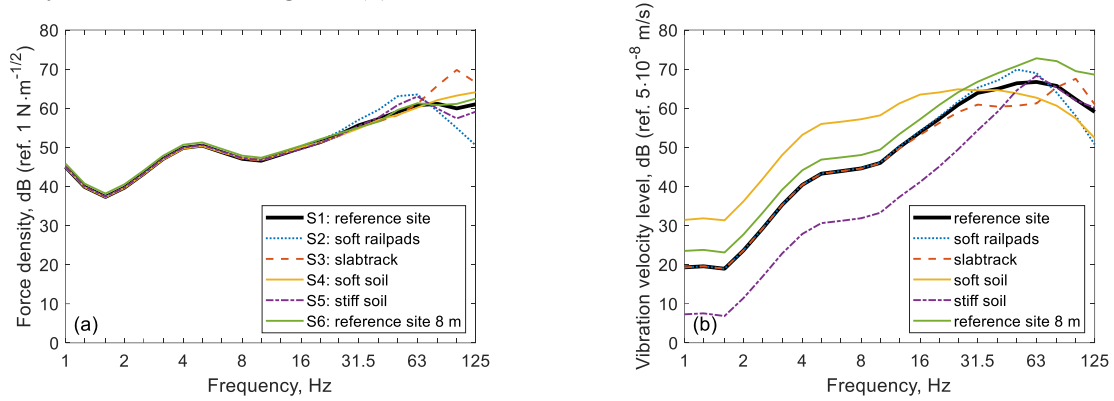 80
70
60
50
40
30
20
10
0
Force density, dB (ref. 1 N·m-1/2)
S1: reference site
S2: soft railpads
S3: slabtrack
S4: soft soil
S5: stiff soil
S6: reference site 8 m
(a)
1 2 4 8 16 31.5 63 125
Frequency, Hz
80
70
60
50
40
30
20
10
0
Vibration velocity level, dB (ref. 5·10-8 m/s)
reference site
soft railpads
slabtrack
soft soil
stiff soil
reference site 8 m
(b)
1 2 4 8 16 31.5 63 125
Frequency, Hz